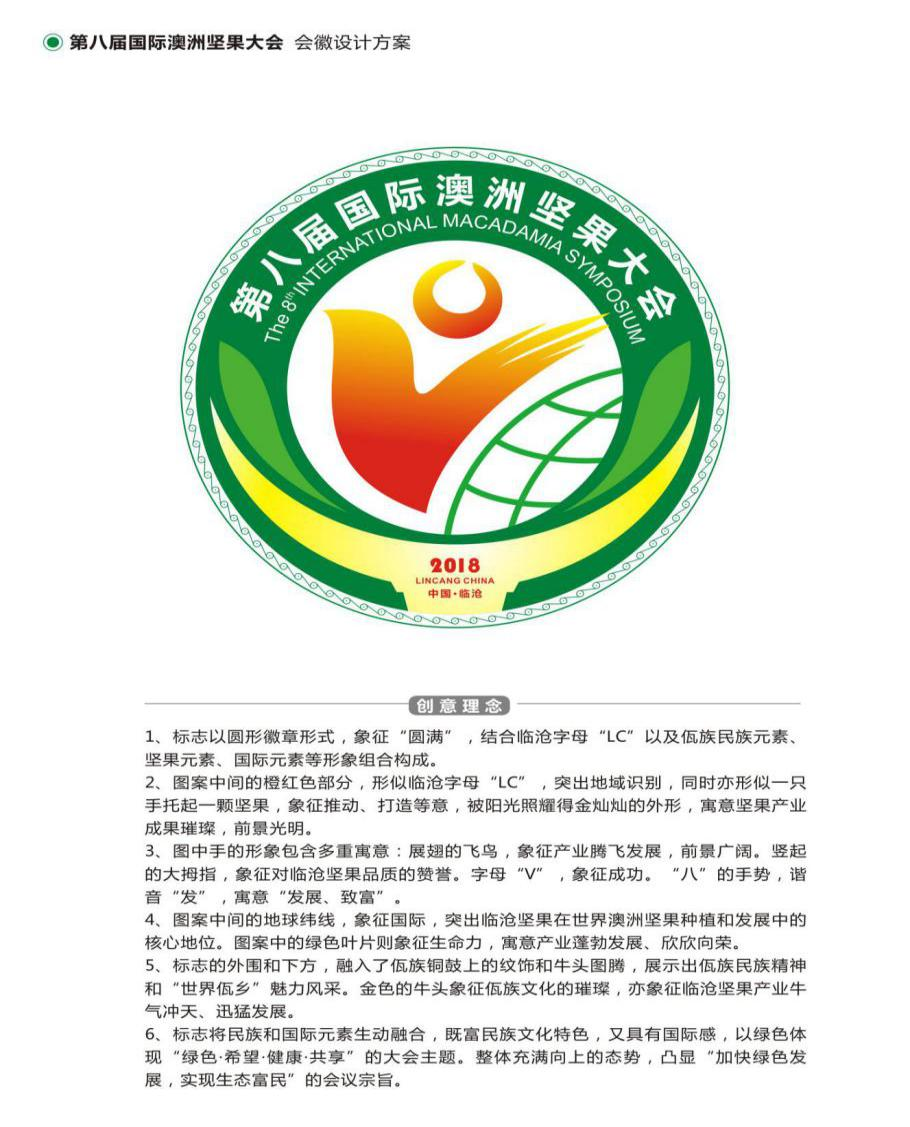 第八届国际澳洲坚果大会 会徽设计方案
第八届国际澳洲坚果大会
The 8th INTERNATIONAL MACADAMIA SYMPOSIUM
2018
LINCANG CHINA
中国·临沧
创意理念
1、标志以圆形徽章形式，象征“圆满”，结合临沧字母“LC”以及佤族民族元素、
坚果元素、国际元素等形象组合构成。
2、图案中间的橙红色部分，形似临沧字母“LC”，突出地域识别，同时亦形似一只
手托起一颗坚果，象征推动、打造等意，被阳光照耀得金灿灿的外形，寓意坚果产业
成果璀璨，前景光明。
3、图中手的形象包含多重寓意：展翅的飞鸟，象征产业腾飞发展，前景广阔。竖起
的大拇指，象征对临沧坚果品质的赞誉。字母“V”，象征成功。“八”的手势，谐
音“发”，寓意“发展、致富”。
4、图案中间的地球纬线，象征国际，突出临沧坚果在世界澳洲坚果种植和发展中的
核心地位。图案中的绿色叶片则象征生命力，寓意产业蓬勃发展、欣欣向荣。
5、标志的外围和下方，融入了佤族铜鼓上的纹饰和牛头图腾，展示出佤族民族精神
和“世界佤乡”魅力风采。金色的牛头象征佤族文化的璀璨，亦象征临沧坚果产业牛
气冲天、迅猛发展。
6、标志将民族和国际元素生动融合，既富民族文化特色，又具有国际感，以绿色体
现“绿色·希望·健康·共享”的大会主题。整体充满向上的态势，凸显“加快绿色发
展，实现生态富民”的会议宗旨。